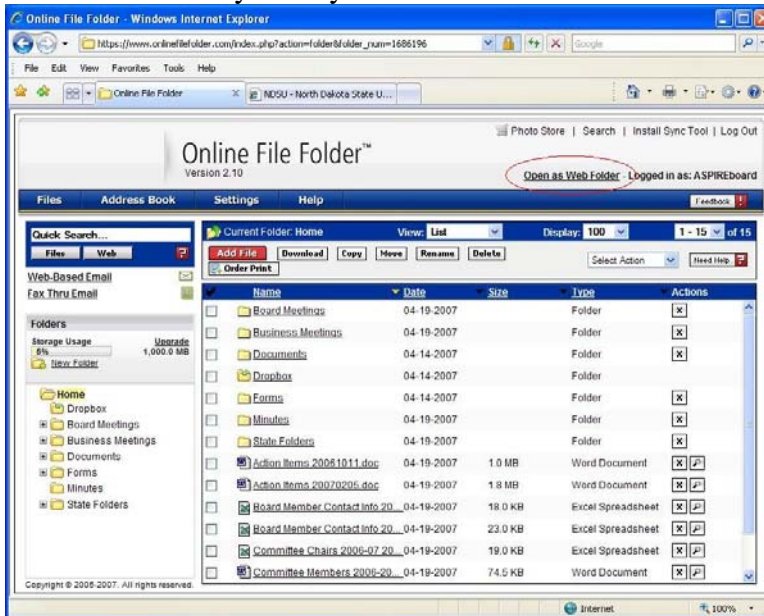 Online File Folder - Windows Internet Explorer
https://www.onlinefilefolder.com/index.php?action=folder&folder_num=1686196
Google
File Edit View Favorites Tools Help
Online File Folder
NDSU - North Dakota State U...
Photo Store | Search | Install Sync Tool | Log Out
Online File Folder™
Version 2.10
Open as Web Folder - Logged in as: ASPIREboard
Files Address Book Settings Help
Feedback
Quick Search...
Files Web
Web-Based Email
Fax Thru Email
Folders
Storage Usage Upgrade
6% 1,000.0 MB
New Folder
Home
Dropbox
Board Meetings
Business Meetings
Documents
Forms
Minutes
State Folders
Current Folder: Home View: List Display: 100 1 - 15 of 15
Add File Download Copy Move Rename Delete
Order Print
Select Action Need Help ?
Name Date Size Type Actions
Board Meetings 04-19-2007 Folder x
Business Meetings 04-19-2007 Folder x
Documents 04-14-2007 Folder x
Dropbox 04-14-2007 Folder
Forms 04-14-2007 Folder x
Minutes 04-19-2007 Folder x
State Folders 04-19-2007 Folder x
Action Items 20061011.doc 04-19-2007 1.0 MB Word Document x
Action Items 20070205.doc 04-19-2007 1.8 MB Word Document x
Board Member Contact Info 20... 04-19-2007 18.0 KB Excel Spreadsheet x
Board Member Contact Info 20... 04-19-2007 23.0 KB Excel Spreadsheet x
Committee Chairs 2006-07 20... 04-19-2007 19.0 KB Excel Spreadsheet x
Committee Members 2006-20... 04-19-2007 74.5 KB Word Document x
Copyright © 2006-2007. All rights reserved.
Internet 100%